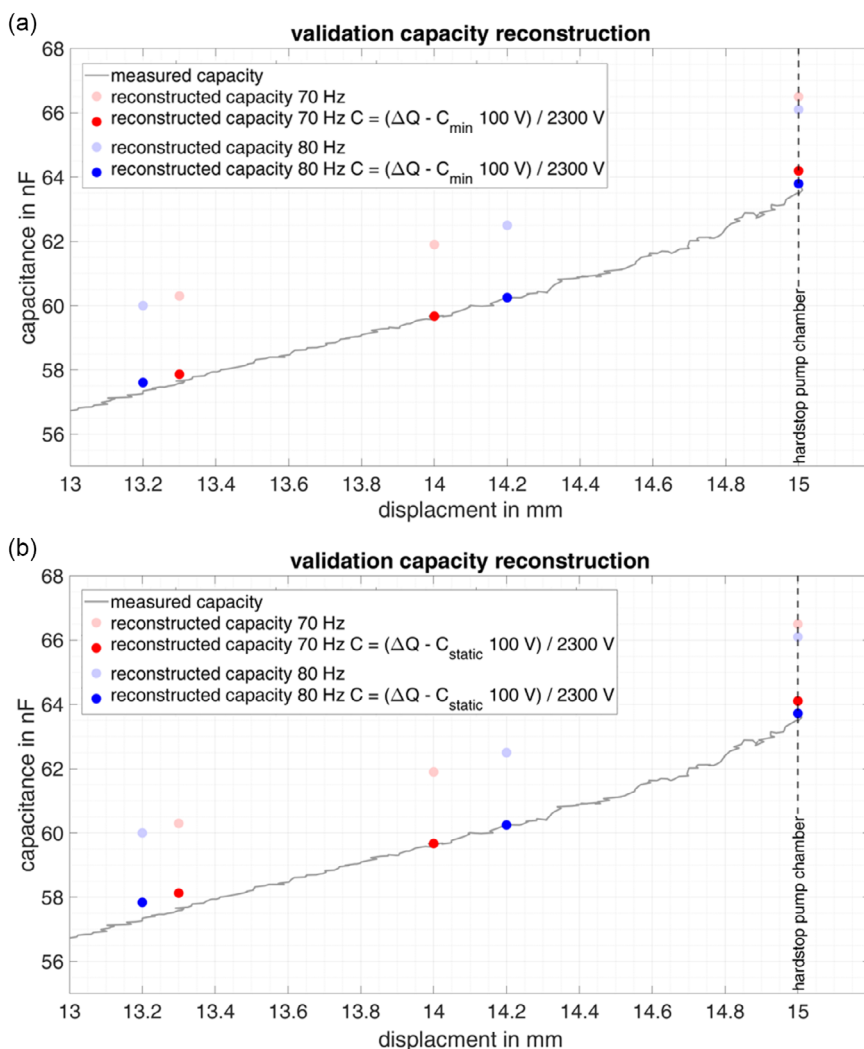 (a)
validation capacity reconstruction
68
66
64
62
60
58
56
capacitance in nF
measured capacity
reconstructed capacity 70 Hz
reconstructed capacity 70 Hz C = (ΔQ - C_min 100 V) / 2300 V
reconstructed capacity 80 Hz
reconstructed capacity 80 Hz C = (ΔQ - C_min 100 V) / 2300 V
hardstop pump chamber
13 13.2 13.4 13.6 13.8 14 14.2 14.4 14.6 14.8 15
displacment in mm
(b)
validation capacity reconstruction
68
66
64
62
60
58
56
capacitance in nF
measured capacity
reconstructed capacity 70 Hz
reconstructed capacity 70 Hz C = (ΔQ - C_static 100 V) / 2300 V
reconstructed capacity 80 Hz
reconstructed capacity 80 Hz C = (ΔQ - C_static 100 V) / 2300 V
hardstop pump chamber
13 13.2 13.4 13.6 13.8 14 14.2 14.4 14.6 14.8 15
displacment in mm